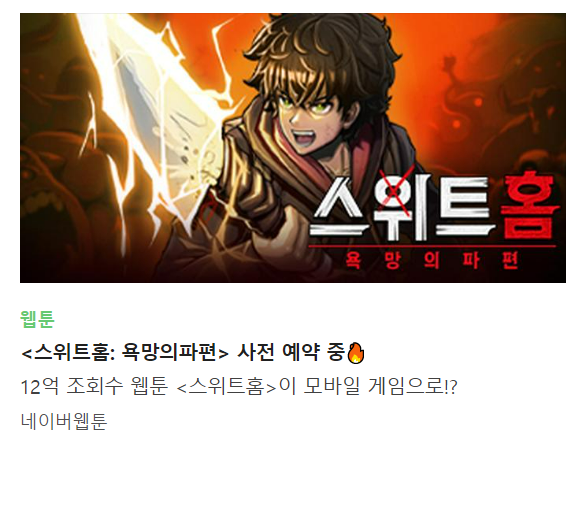 스위트홈
욕망의파편
웹툰
<스위트홈: 욕망의파편> 사전 예약 중🔥
12억 조회수 웹툰 <스위트홈>이 모바일 게임으로!?
네이버웹툰